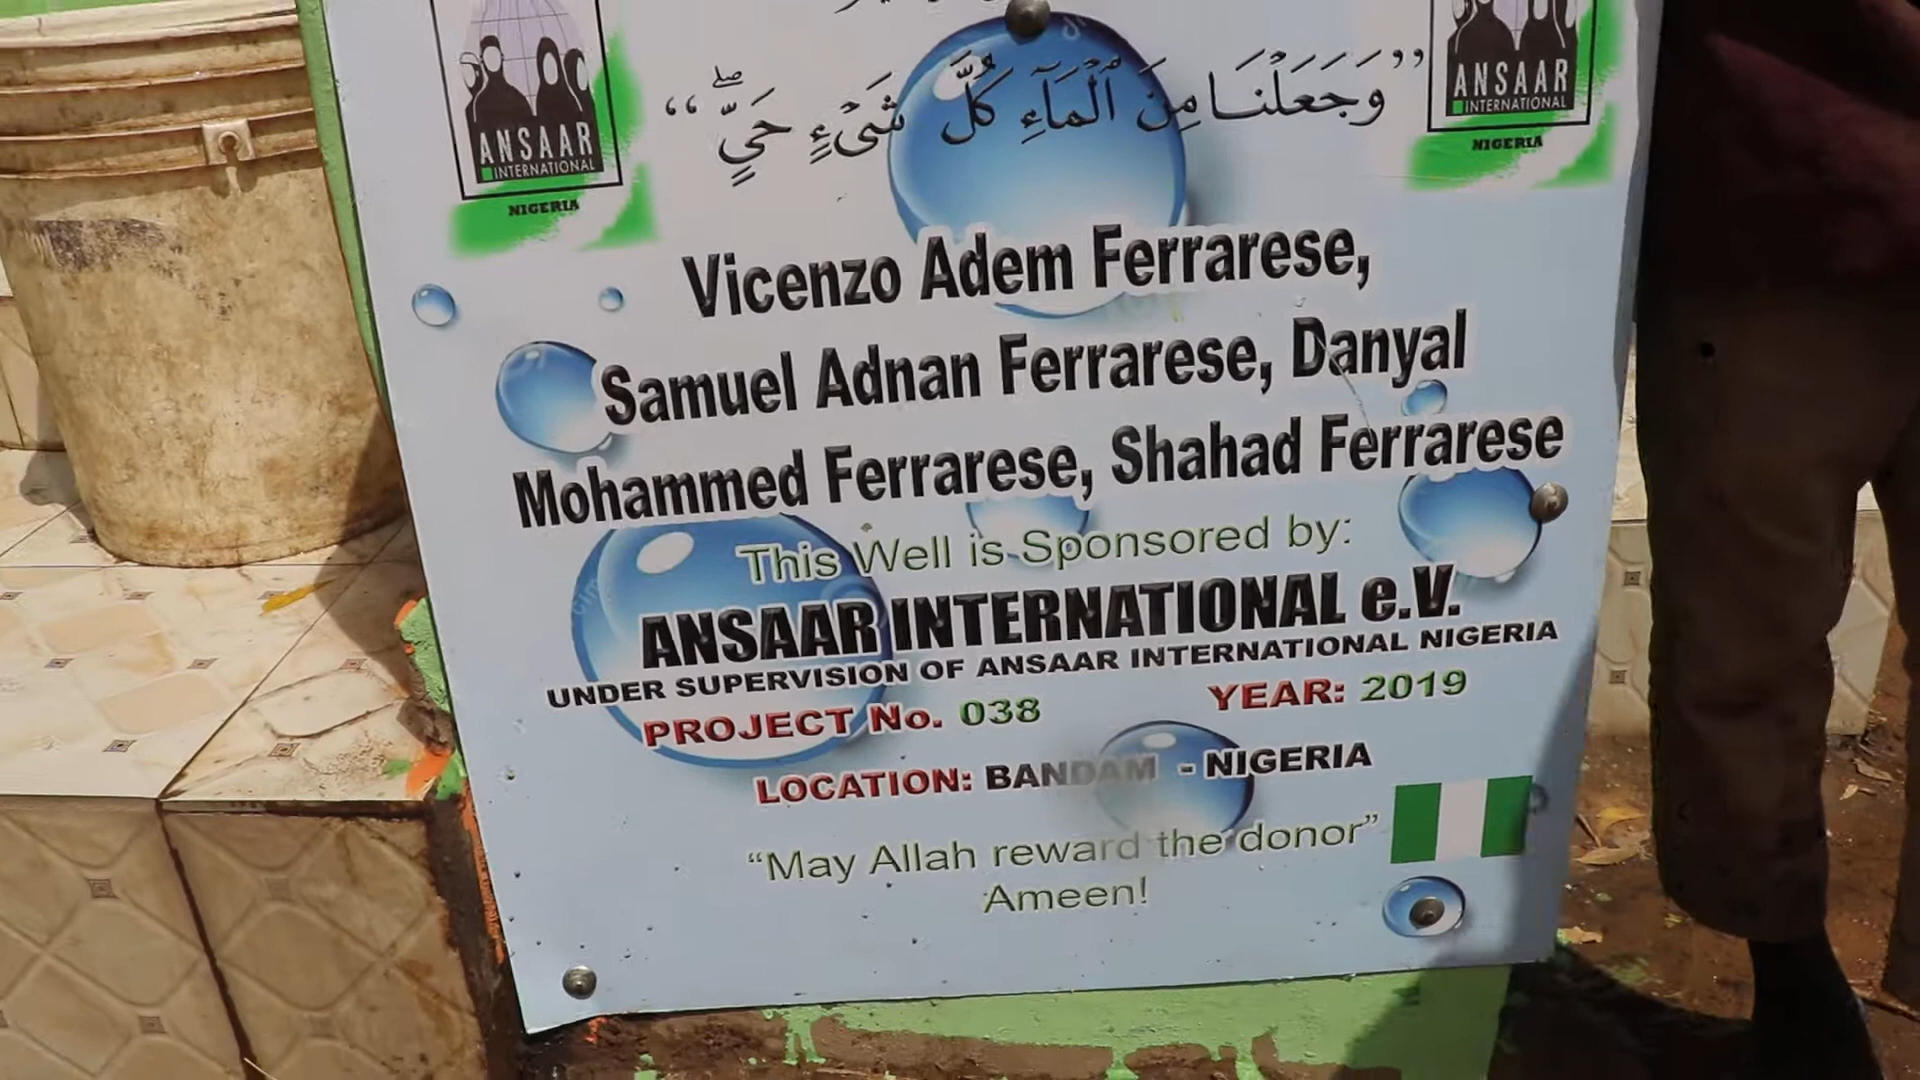 ANSAAR
INTERNATIONAL
NIGERIA
ANSAAR
INTERNATIONAL
NIGERIA
”وَجَعَلْنَا مِنَ ٱلْمَآءِ كُلَّ شَىْءٍ حَىٍّۖ“
Vicenzo Adem Ferrarese,
Samuel Adnan Ferrarese, Danyal
Mohammed Ferrarese, Shahad Ferrarese
This Well is Sponsored by:
ANSAAR INTERNATIONAL e.V.
UNDER SUPERVISION OF ANSAAR INTERNATIONAL NIGERIA
PROJECT No. 038 YEAR: 2019
LOCATION: BANDAM - NIGERIA
“May Allah reward the donor”
Ameen!